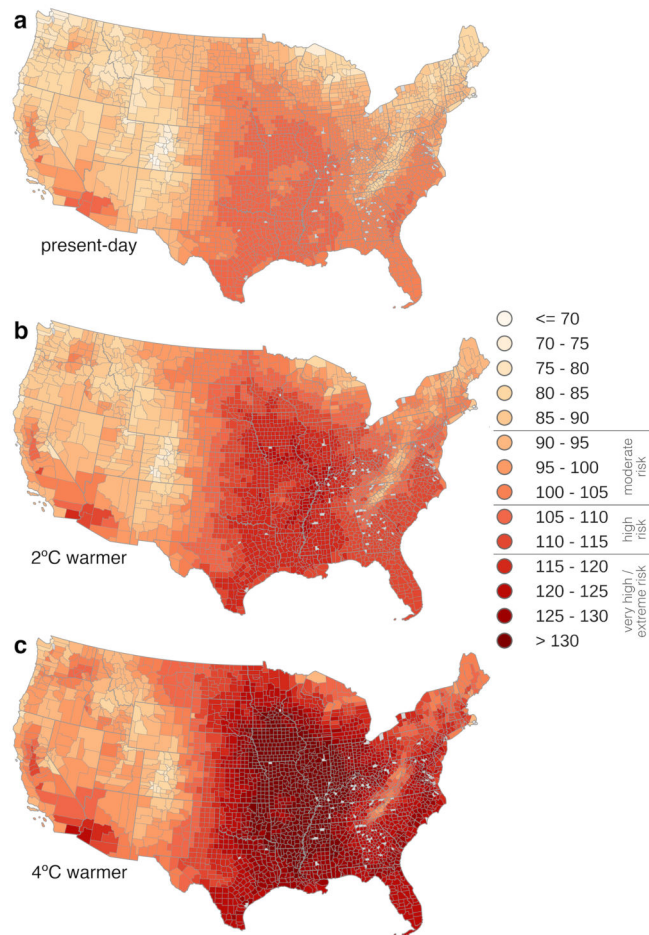 a
present-day
b
2ºC warmer
c
4ºC warmer
<= 70
70 - 75
75 - 80
80 - 85
85 - 90
90 - 95
95 - 100
100 - 105
moderate
risk
105 - 110
110 - 115
high
risk
115 - 120
120 - 125
125 - 130
> 130
very high /
extreme risk